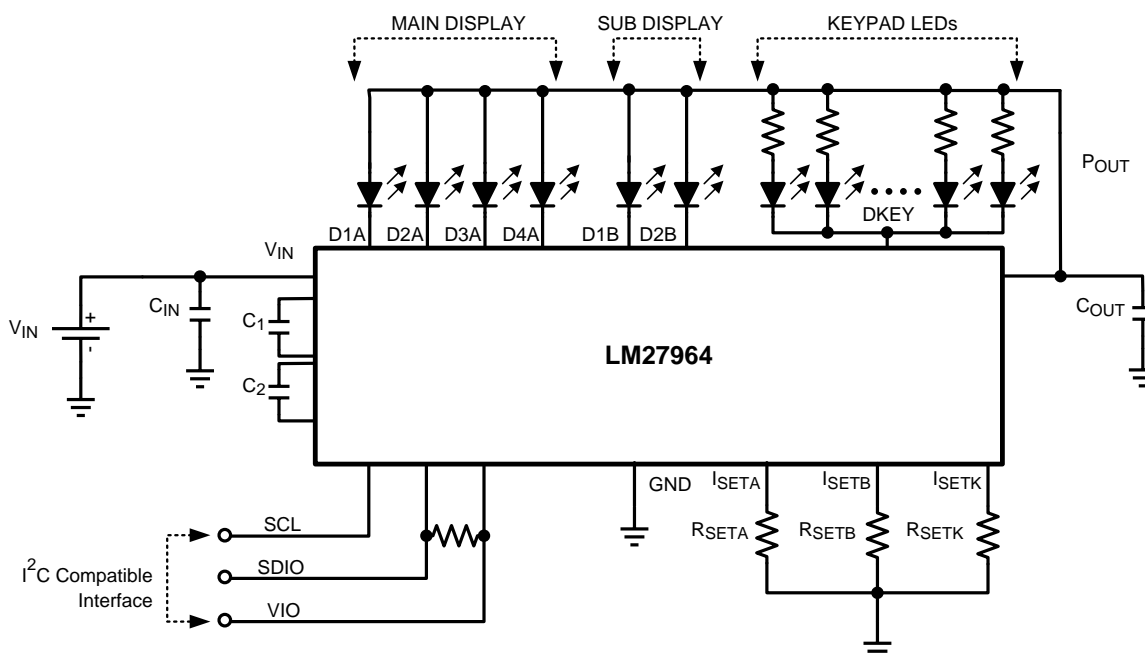 MAIN DISPLAY
SUB DISPLAY
KEYPAD LEDs
POUT
DKEY
D1A
D2A
D3A
D4A
D1B
D2B
VIN
CIN
C1
VIN
+
-
COUT
LM27964
C2
GND
ISETA
ISETB
ISETK
SCL
RSETA
RSETB
RSETK
I2C Compatible
Interface
SDIO
VIO